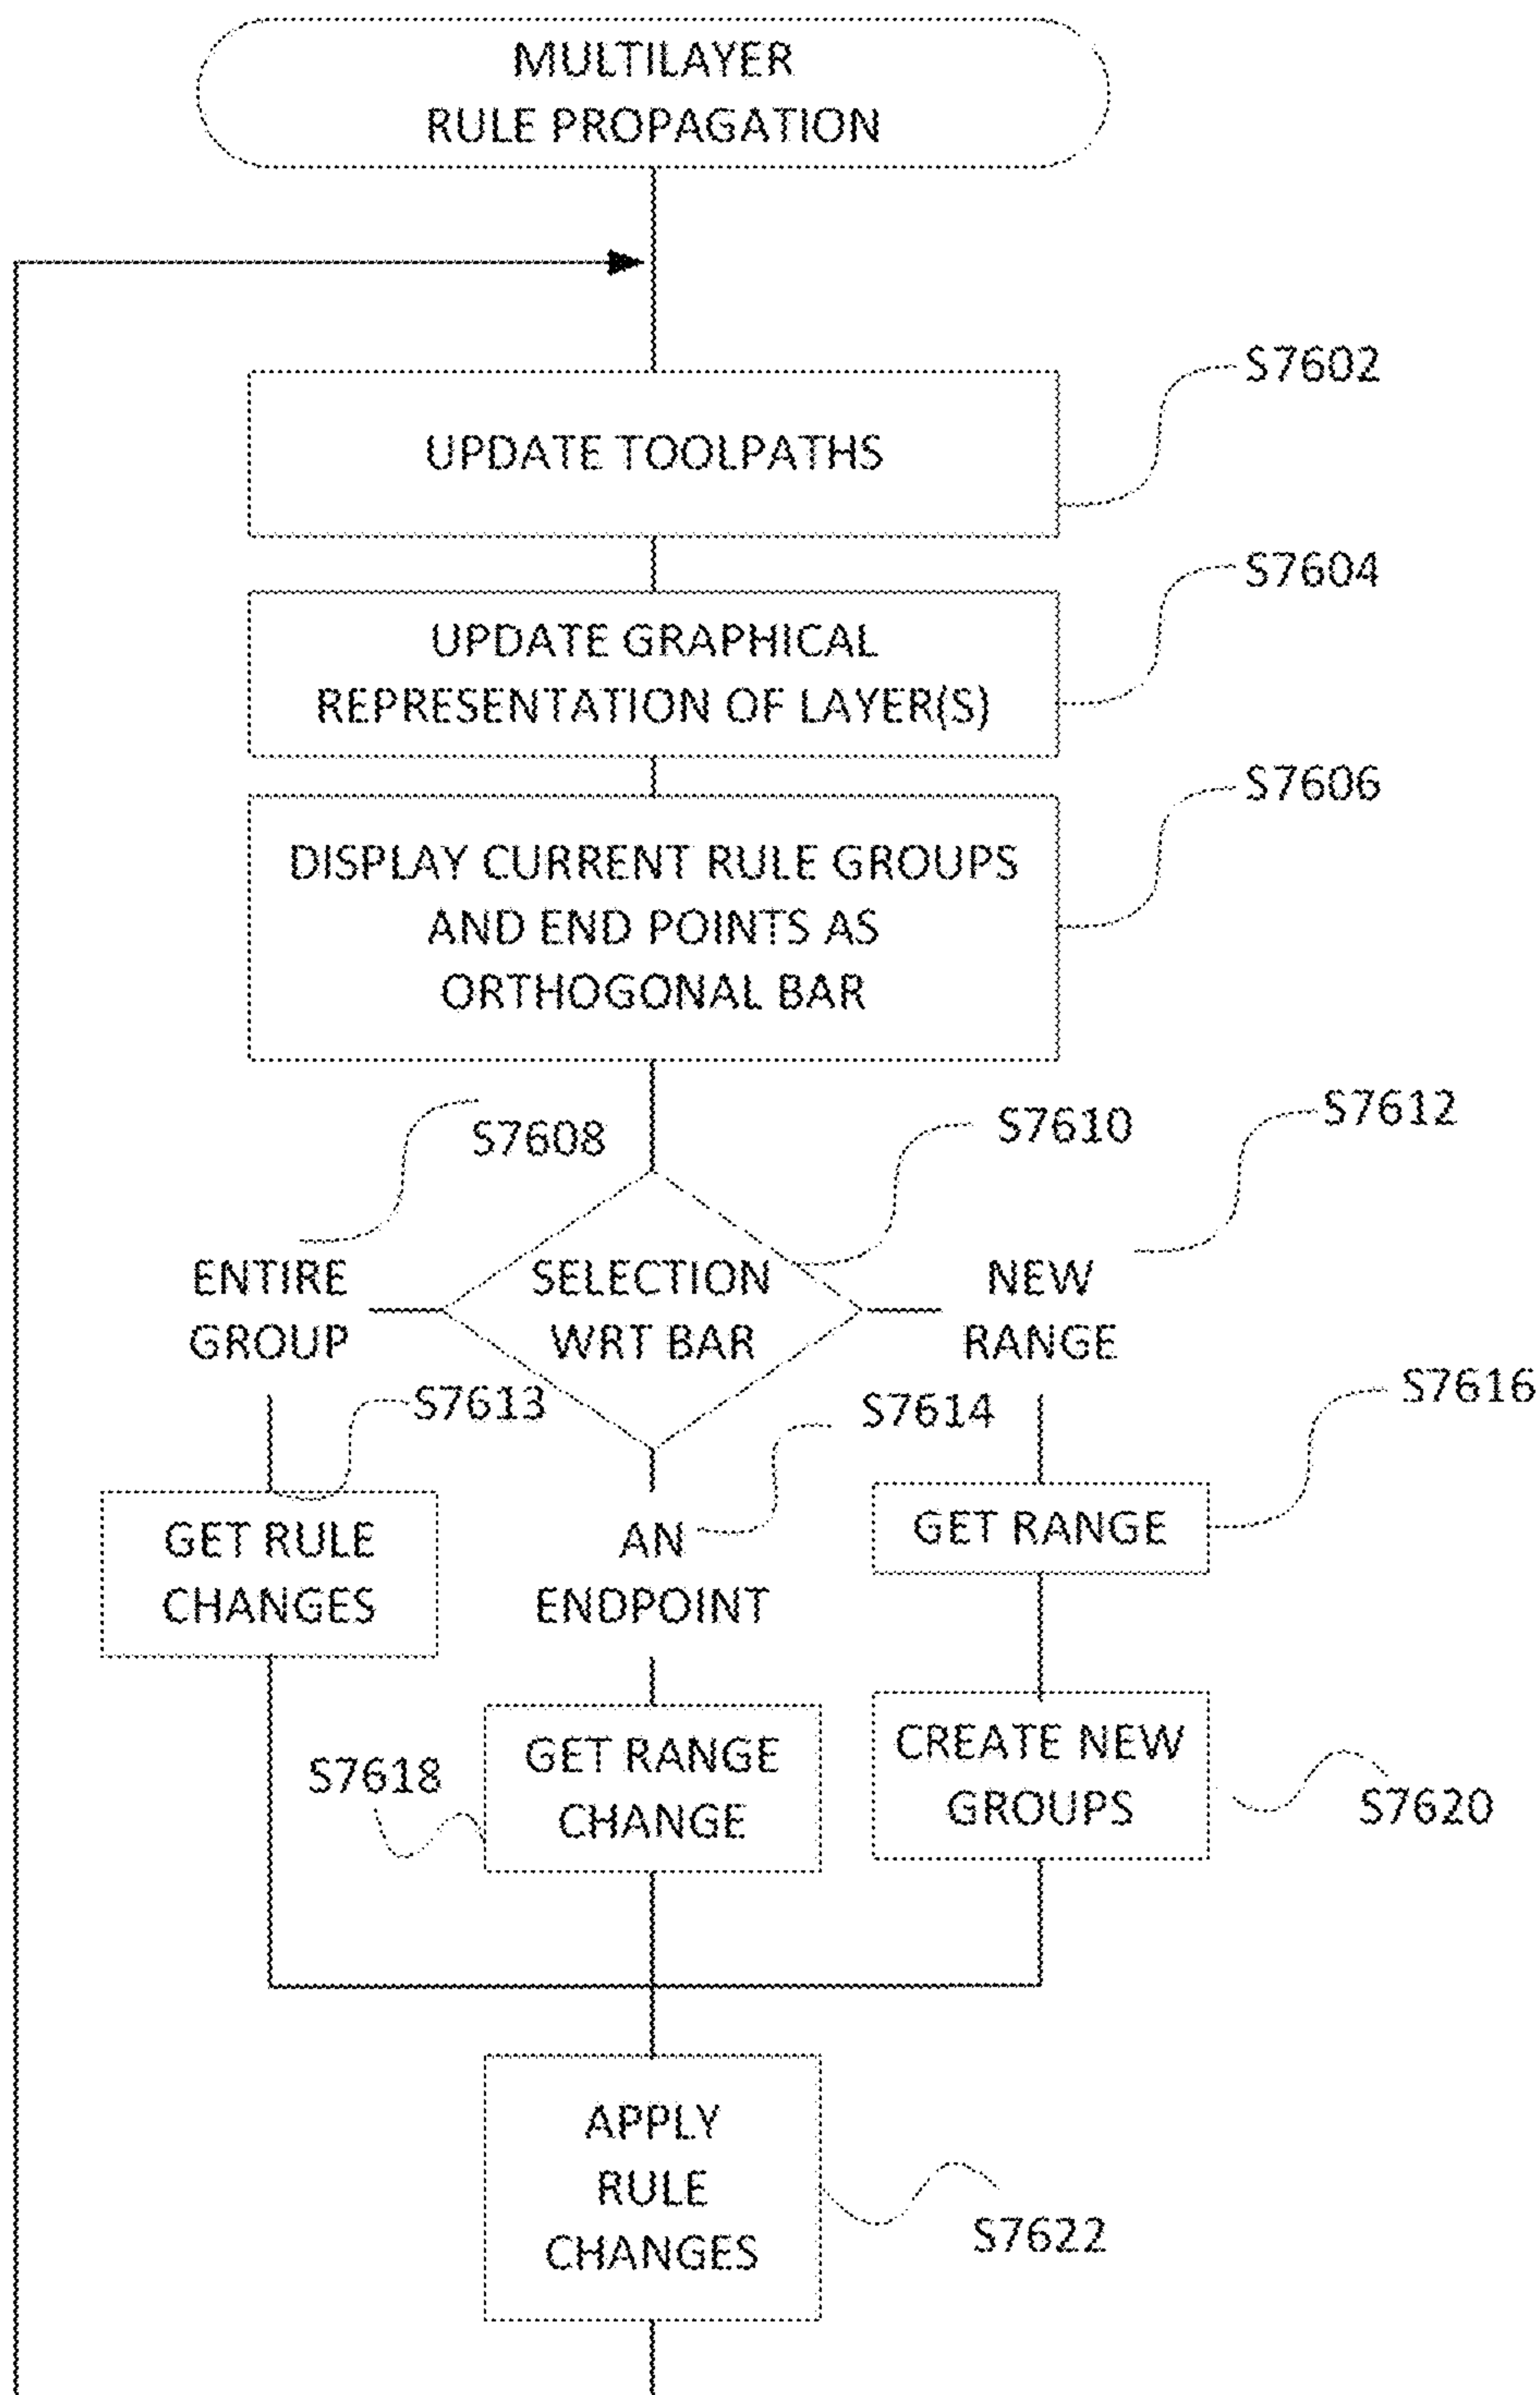 MULTILAYER
RULE PROPAGATION
S7602
UPDATE TOOLPATHS
S7604
UPDATE GRAPHICAL
REPRESENTATION OF LAYER(S)
S7606
DISPLAY CURRENT RULE GROUPS
AND END POINTS AS
ORTHOGONAL BAR
S7608
S7610
S7612
ENTIRE
GROUP
SELECTION
WRT BAR
NEW
RANGE
S7613
S7614
S7616
GET RULE
CHANGES
AN
ENDPOINT
GET RANGE
S7618
GET RANGE
CHANGE
CREATE NEW
GROUPS
S7620
APPLY
RULE
CHANGES
S7622